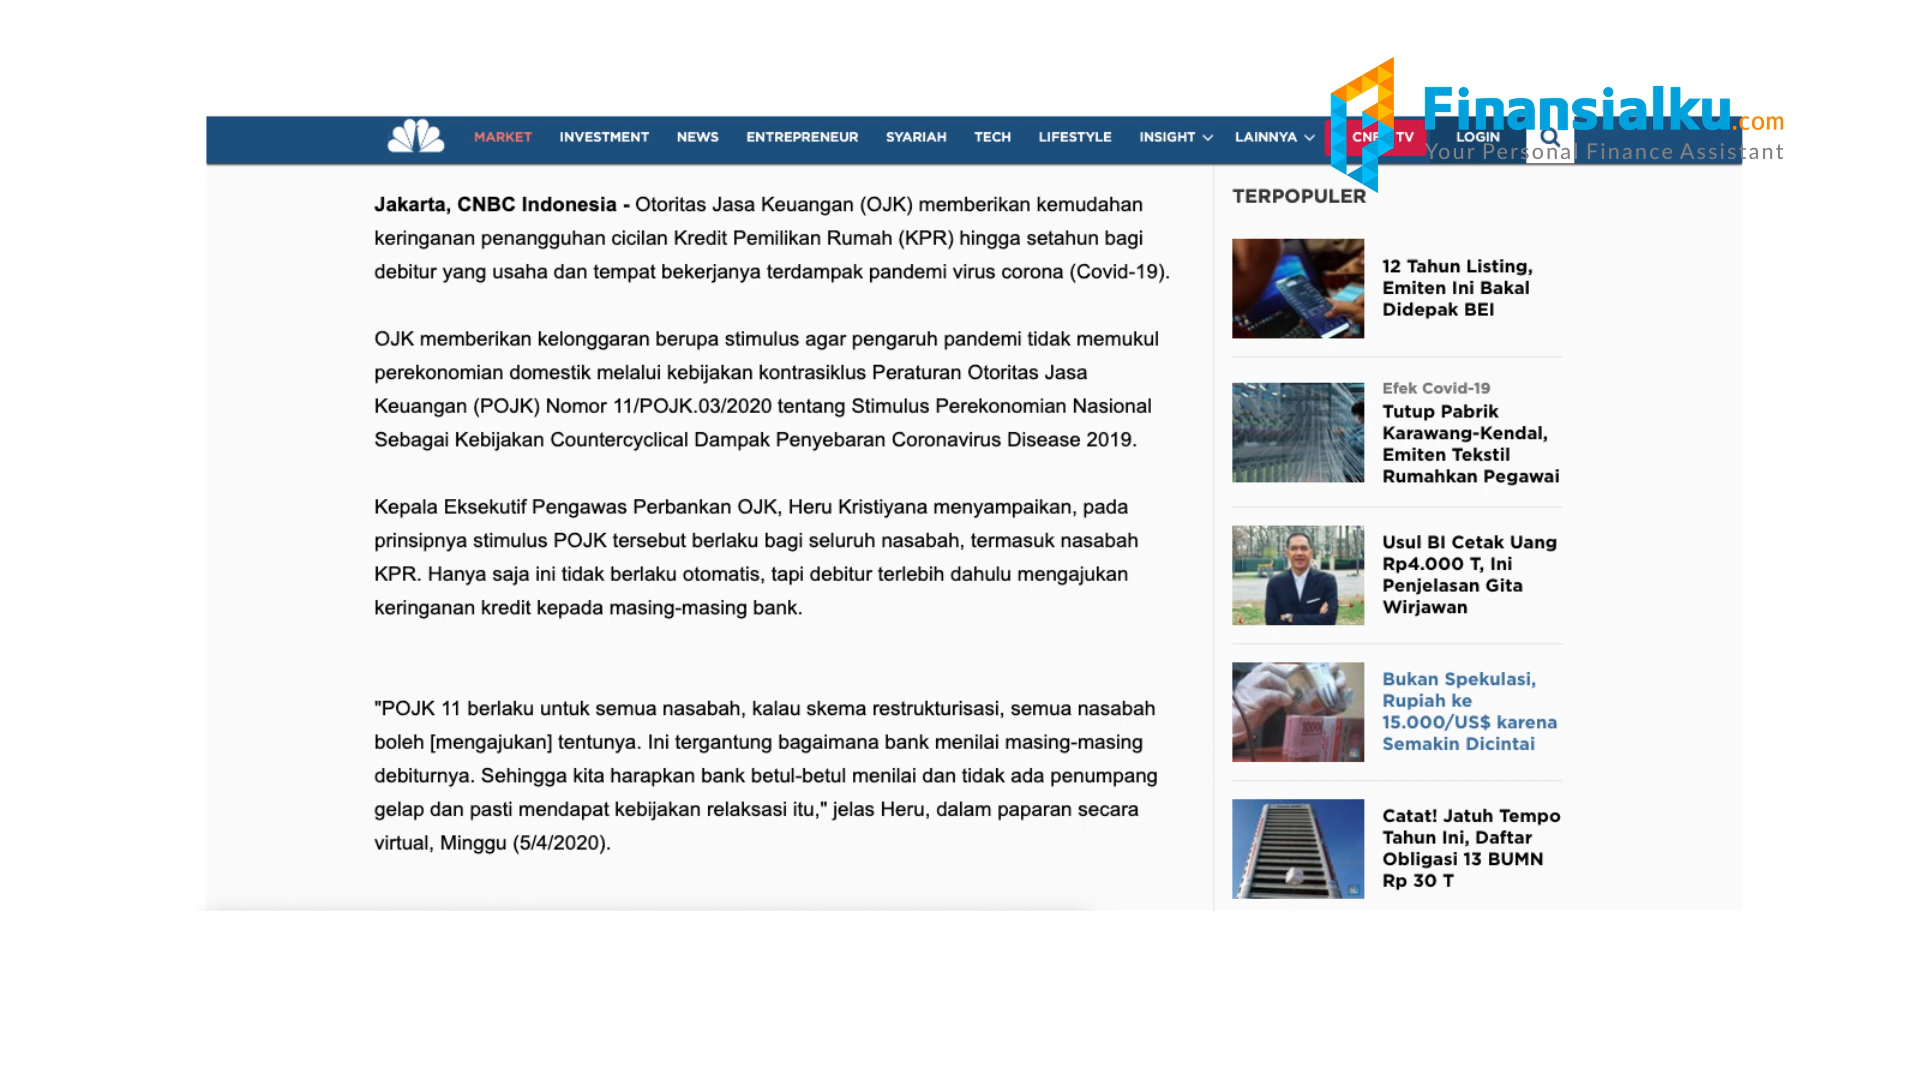 Finansialku.com
Your Personal Finance Assistant
MARKET INVESTMENT NEWS ENTREPRENEUR SYARIAH TECH LIFESTYLE INSIGHT LAINNYA TV LOGIN
Jakarta, CNBC Indonesia - Otoritas Jasa Keuangan (OJK) memberikan kemudahan
keringanan penangguhan cicilan Kredit Pemilikan Rumah (KPR) hingga setahun bagi
debitur yang usaha dan tempat bekerjanya terdampak pandemi virus corona (Covid-19).
OJK memberikan kelonggaran berupa stimulus agar pengaruh pandemi tidak memukul
perekonomian domestik melalui kebijakan kontrasiklus Peraturan Otoritas Jasa
Keuangan (POJK) Nomor 11/POJK.03/2020 tentang Stimulus Perekonomian Nasional
Sebagai Kebijakan Countercyclical Dampak Penyebaran Coronavirus Disease 2019.
Kepala Eksekutif Pengawas Perbankan OJK, Heru Kristiyana menyampaikan, pada
prinsipnya stimulus POJK tersebut berlaku bagi seluruh nasabah, termasuk nasabah
KPR. Hanya saja ini tidak berlaku otomatis, tapi debitur terlebih dahulu mengajukan
keringanan kredit kepada masing-masing bank.
"POJK 11 berlaku untuk semua nasabah, kalau skema restrukturisasi, semua nasabah
boleh [mengajukan] tentunya. Ini tergantung bagaimana bank menilai masing-masing
debiturnya. Sehingga kita harapkan bank betul-betul menilai dan tidak ada penumpang
gelap dan pasti mendapat kebijakan relaksasi itu," jelas Heru, dalam paparan secara
virtual, Minggu (5/4/2020).
TERPOPULER
12 Tahun Listing,
Emiten Ini Bakal
Didepak BEI
Efek Covid-19
Tutup Pabrik
Karawang-Kendal,
Emiten Tekstil
Rumahkan Pegawai
Usul BI Cetak Uang
Rp4.000 T, Ini
Penjelasan Gita
Wirjawan
Bukan Spekulasi,
Rupiah ke
15.000/US$ karena
Semakin Dicintai
Catat! Jatuh Tempo
Tahun Ini, Daftar
Obligasi 13 BUMN
Rp 30 T